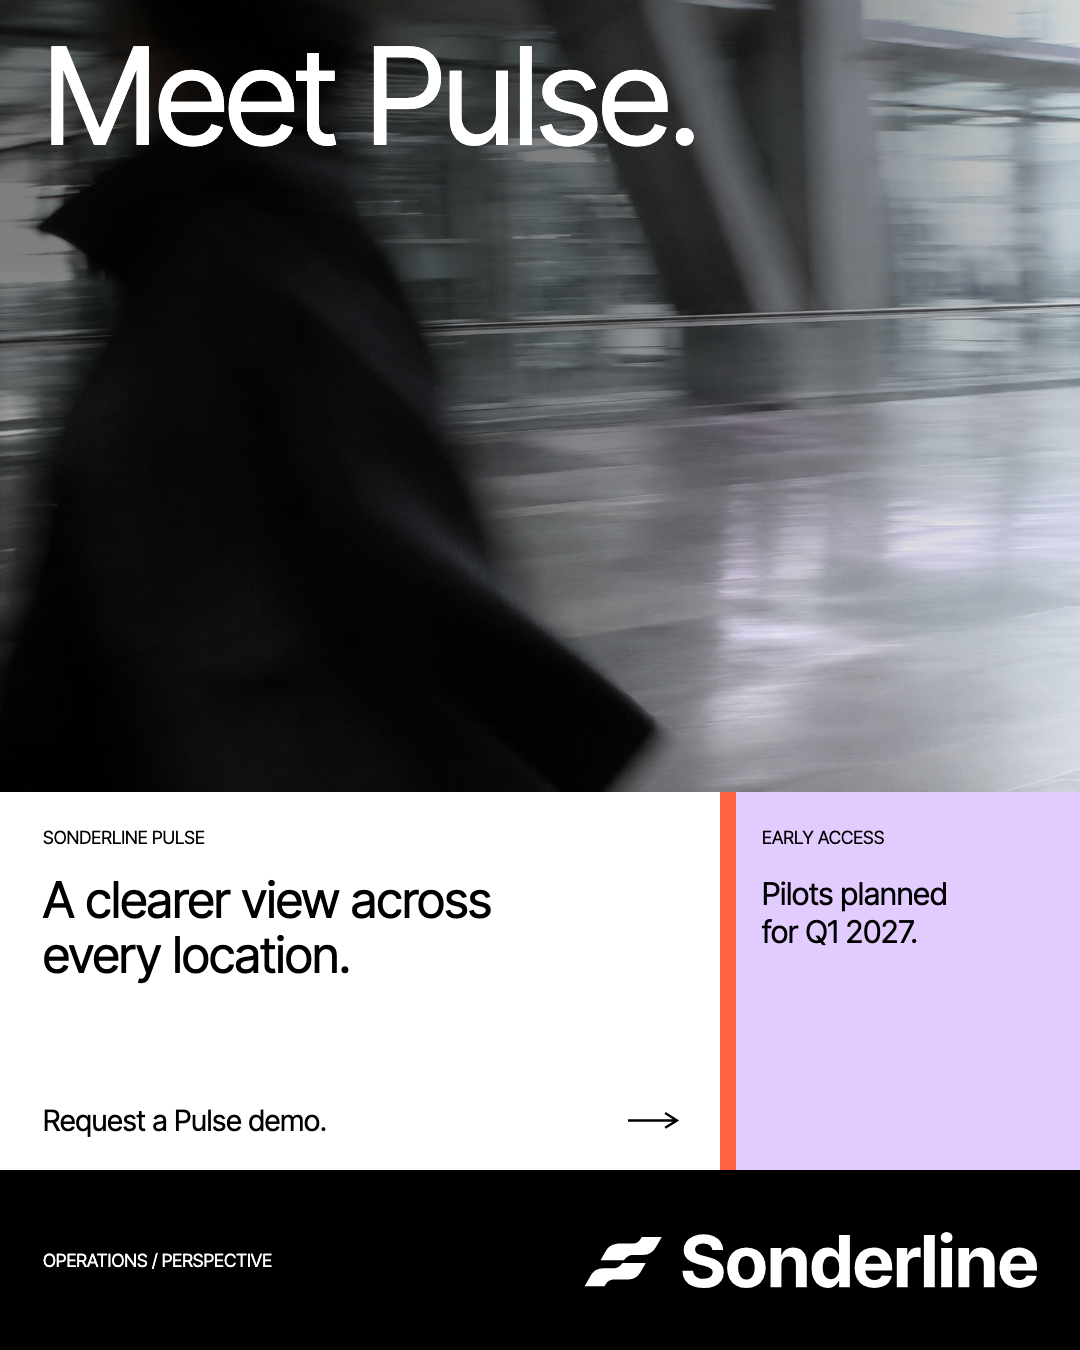 Meet Pulse.
SONDERLINE PULSE
A clearer view across
every location.
Request a Pulse demo.
EARLY ACCESS
Pilots planned
for Q1 2027.
OPERATIONS / PERSPECTIVE
Sonderline